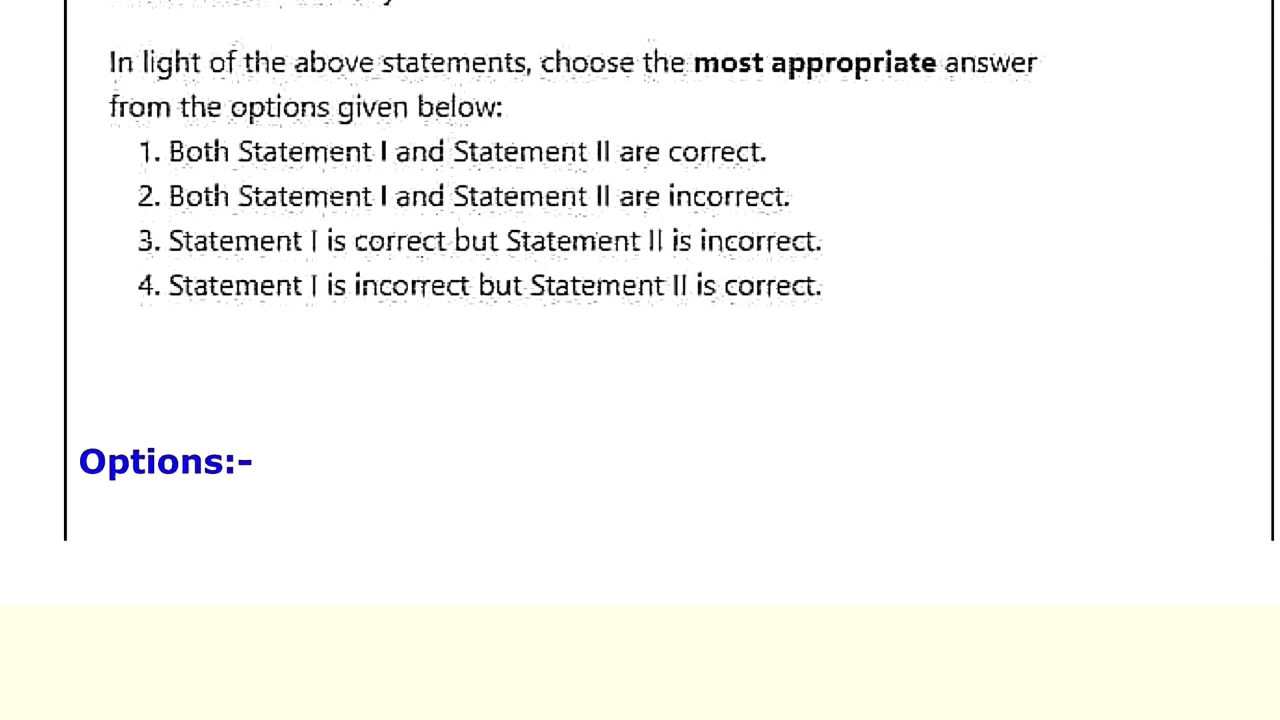 In light of the above statements, choose the most appropriate answer
from the options given below:
1. Both Statement I and Statement II are correct.
2. Both Statement I and Statement II are incorrect.
3. Statement I is correct but Statement II is incorrect.
4. Statement I is incorrect but Statement II is correct.
Options:-